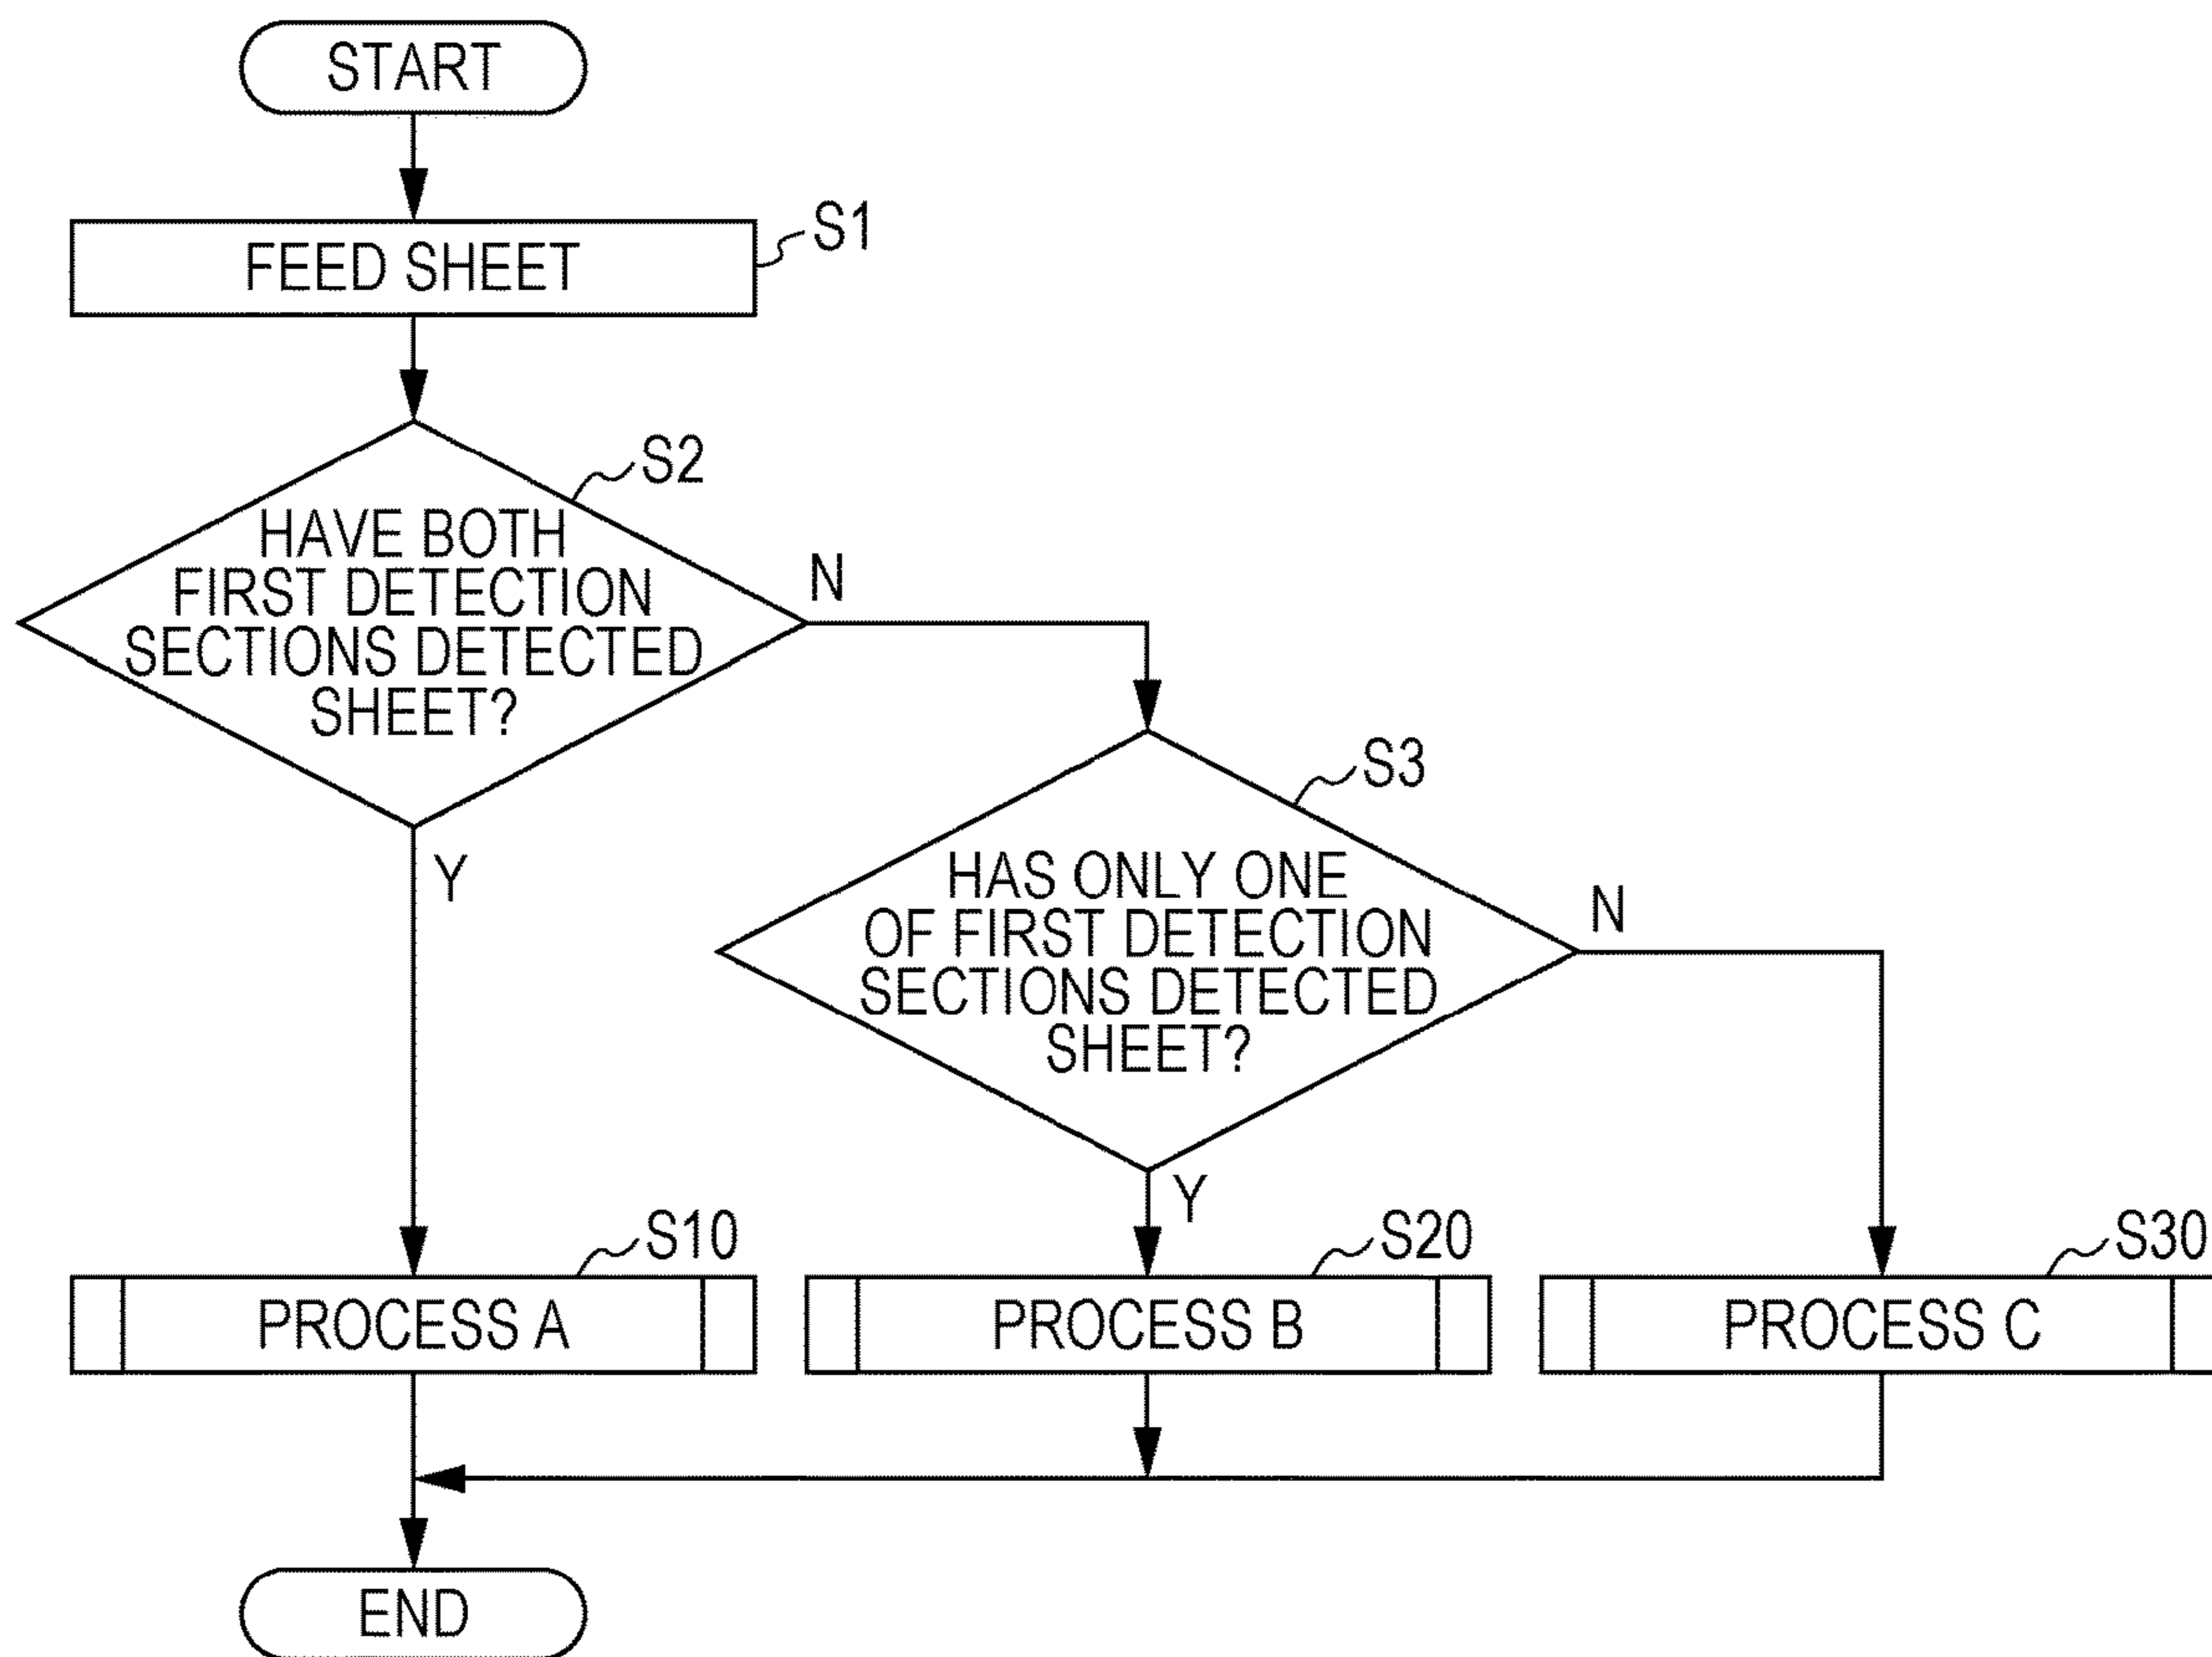 START
FEED SHEET
S1
S2
HAVE BOTH
FIRST DETECTION
SECTIONS DETECTED
SHEET?
N
Y
S3
HAS ONLY ONE
OF FIRST DETECTION
SECTIONS DETECTED
SHEET?
N
Y
S10
PROCESS A
S20
PROCESS B
S30
PROCESS C
END